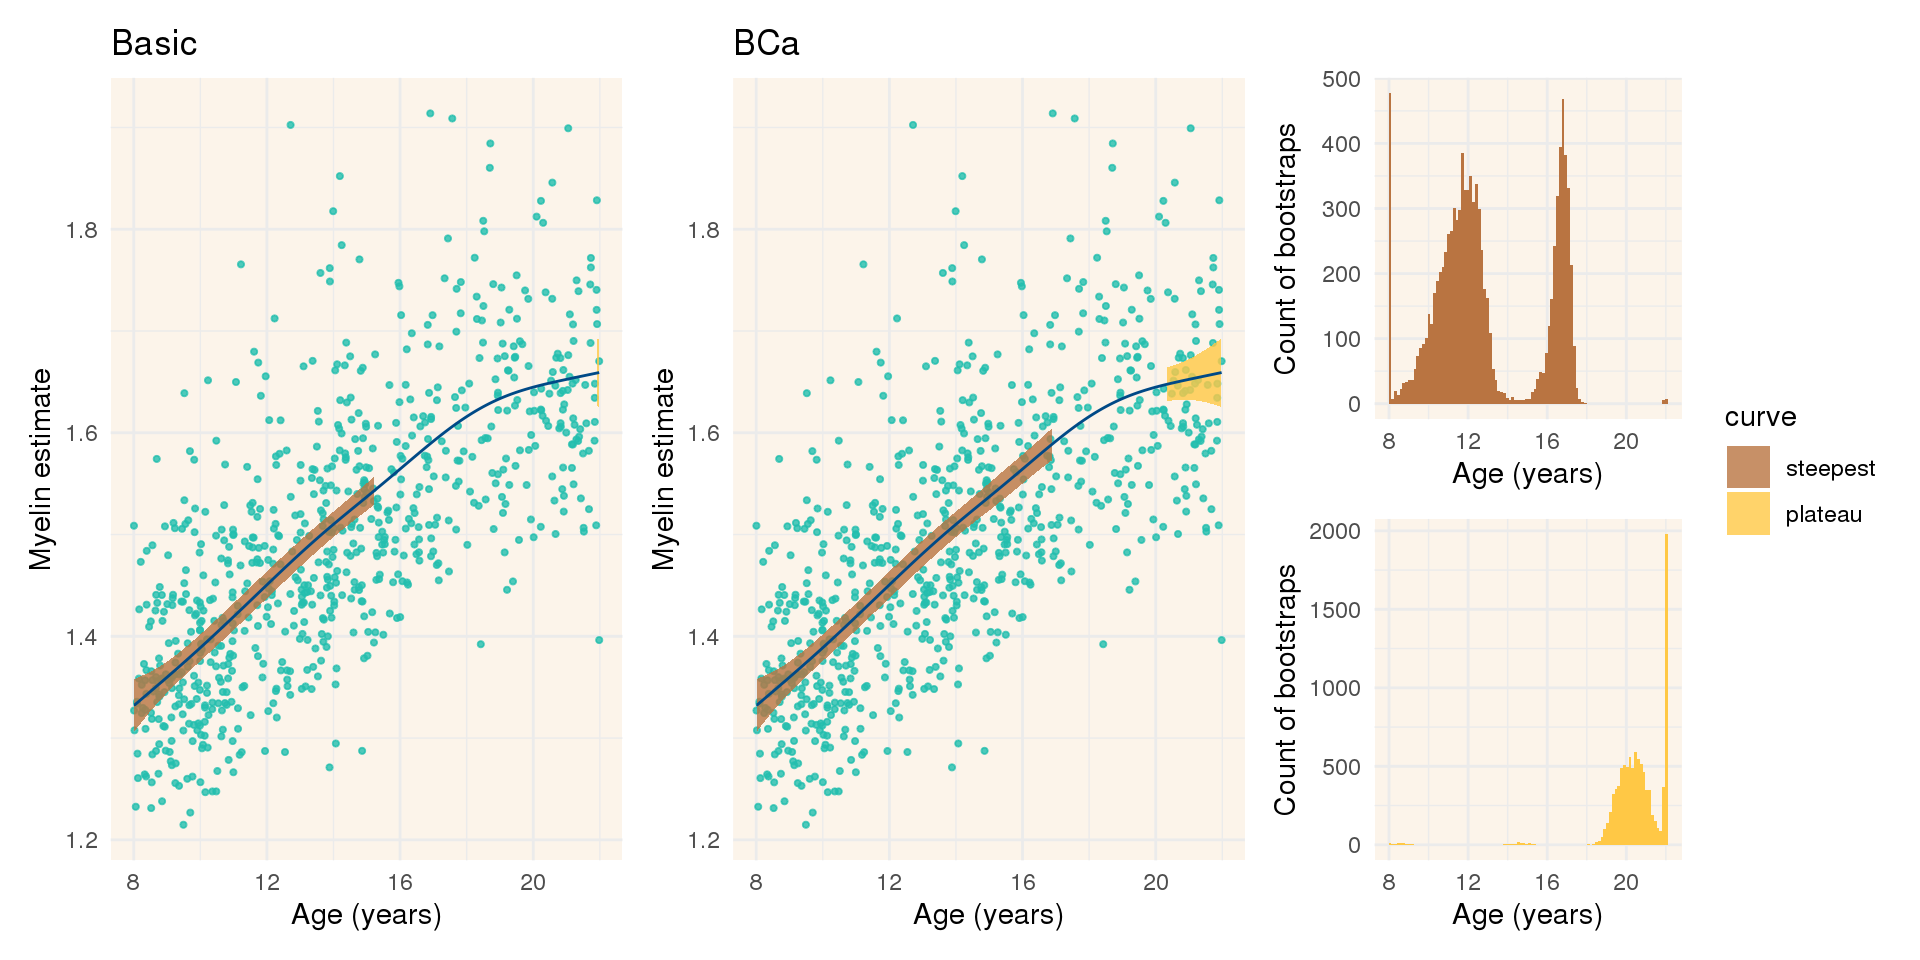 Basic
Myelin estimate
1.8
1.6
1.4
1.2
8 12 16 20
Age (years)
BCa
Myelin estimate
1.8
1.6
1.4
1.2
8 12 16 20
Age (years)
Count of bootstraps
500
400
300
200
100
0
8 12 16 20
Age (years)
Count of bootstraps
2000
1500
1000
500
0
8 12 16 20
Age (years)
curve
steepest
plateau